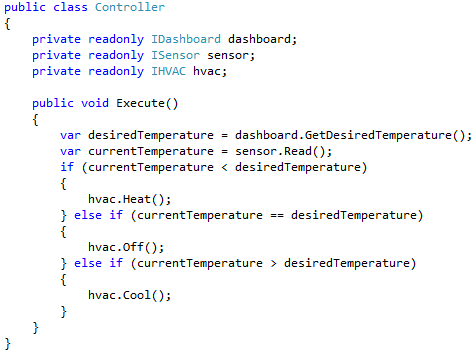 public class Controller
{
    private readonly IDashboard dashboard;
    private readonly ISensor sensor;
    private readonly IHVAC hvac;

    public void Execute()
    {
        var desiredTemperature = dashboard.GetDesiredTemperature();
        var currentTemperature = sensor.Read();
        if (currentTemperature < desiredTemperature)
        {
            hvac.Heat();
        } else if (currentTemperature == desiredTemperature)
        {
            hvac.Off();
        } else if (currentTemperature > desiredTemperature)
        {
            hvac.Cool();
        }
    }
}